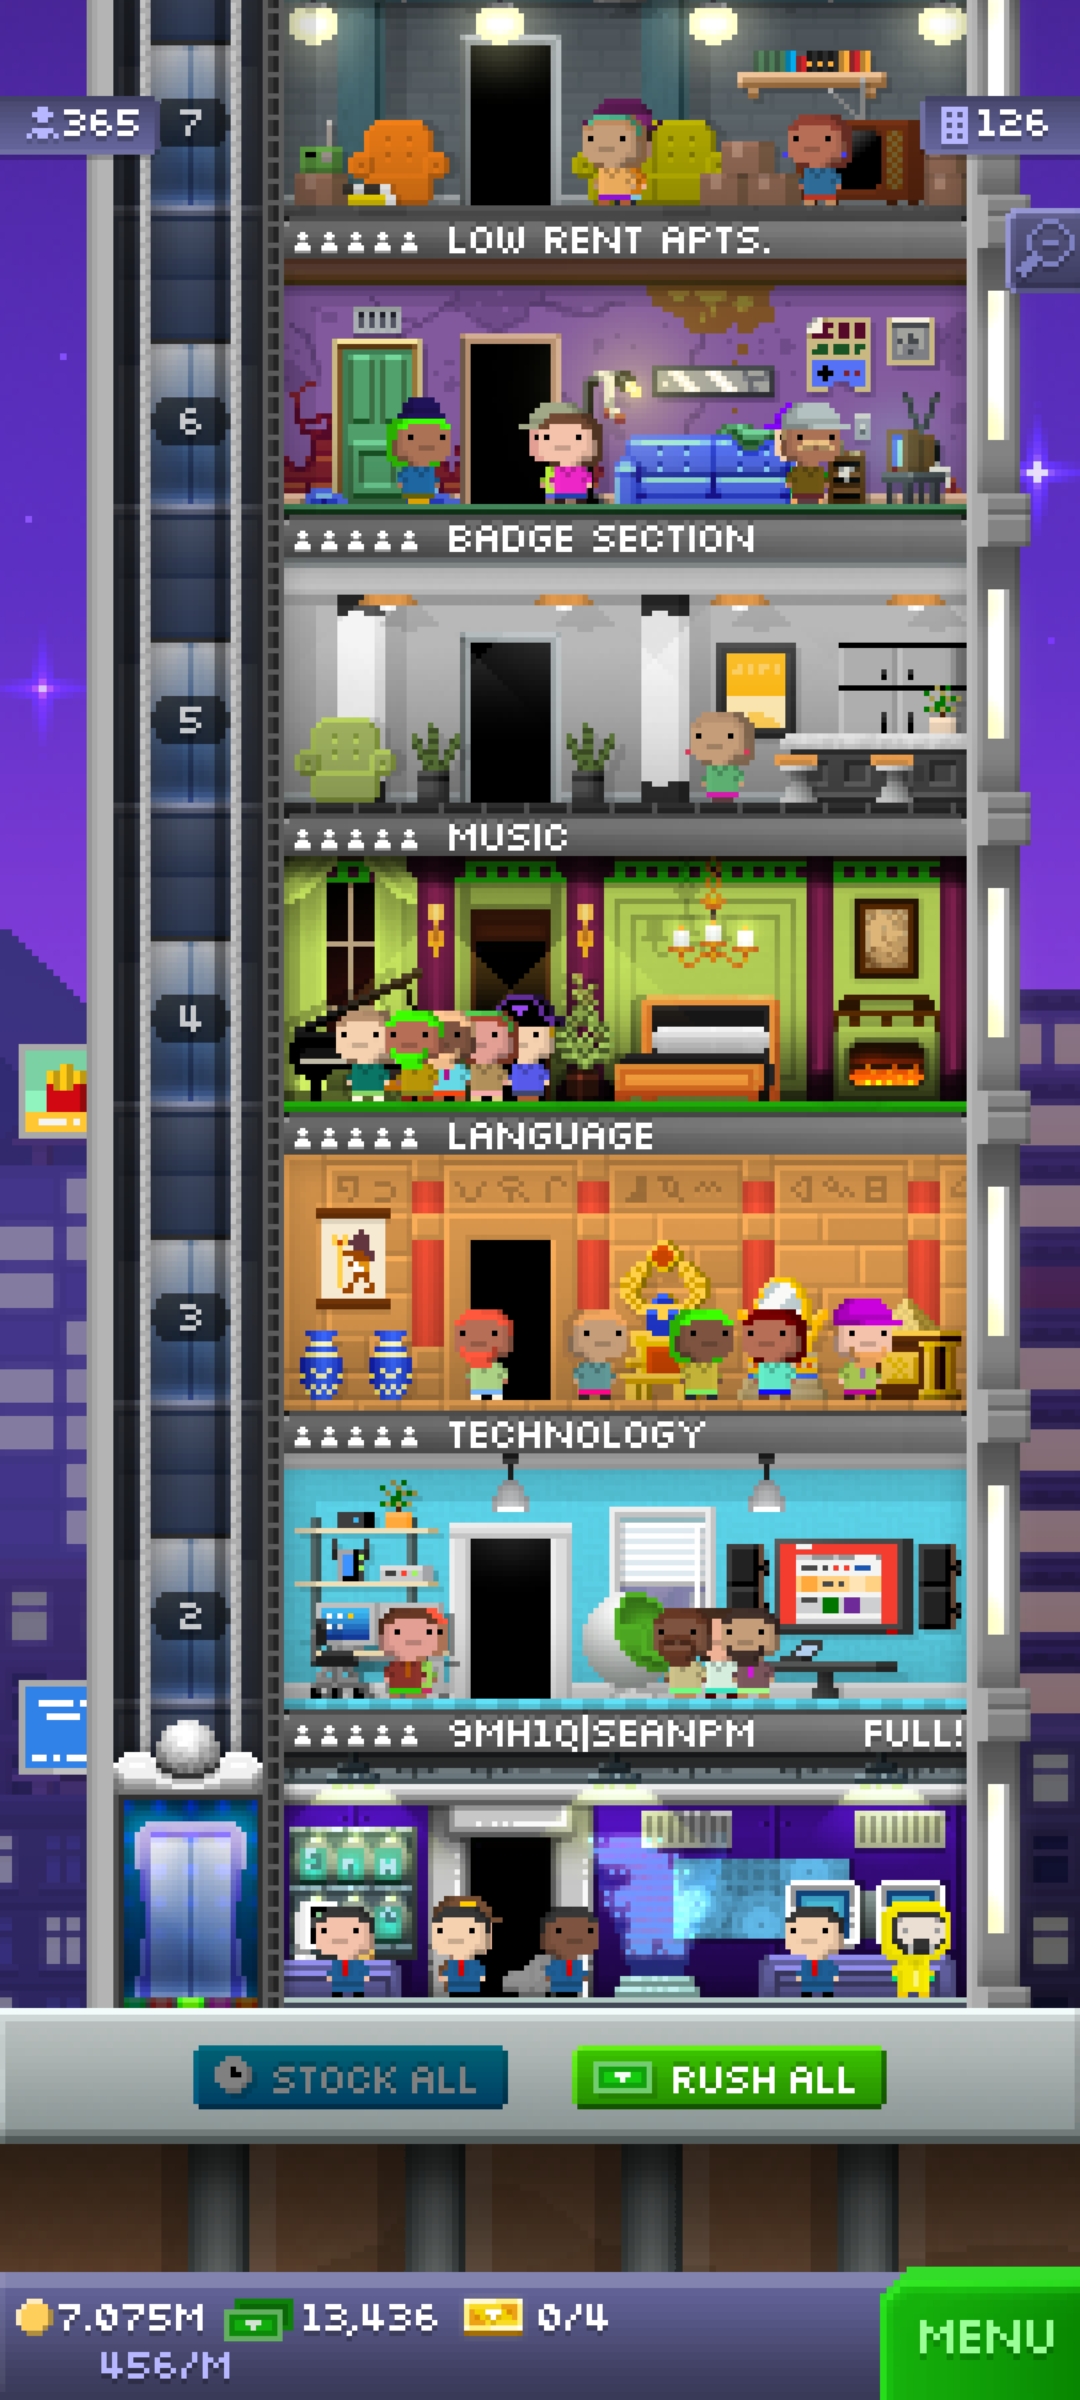 365
7
126
LOW RENT APTS.
6
BADGE SECTION
5
MUSIC
4
LANGUAGE
3
TECHNOLOGY
2
9MH1Q|SEANPM FULL!
STOCK ALL
RUSH ALL
7.075M
13,436
0/4
456/M
MENU